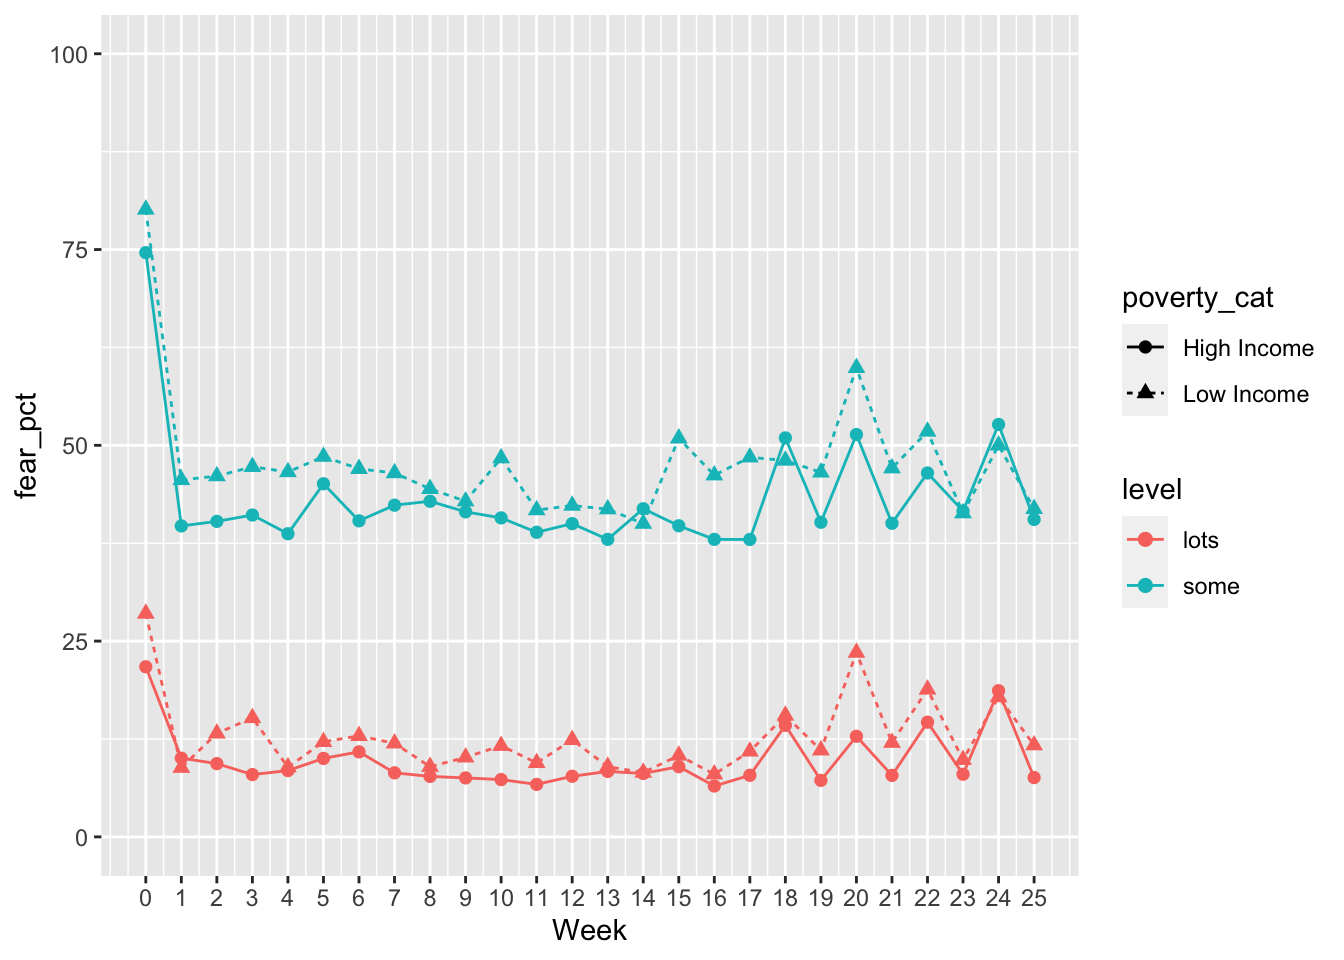 100
75
50
25
0
fear_pct
0 1 2 3 4 5 6 7 8 9 10 11 12 13 14 15 16 17 18 19 20 21 22 23 24 25
Week
poverty_cat
High Income
Low Income
level
lots
some